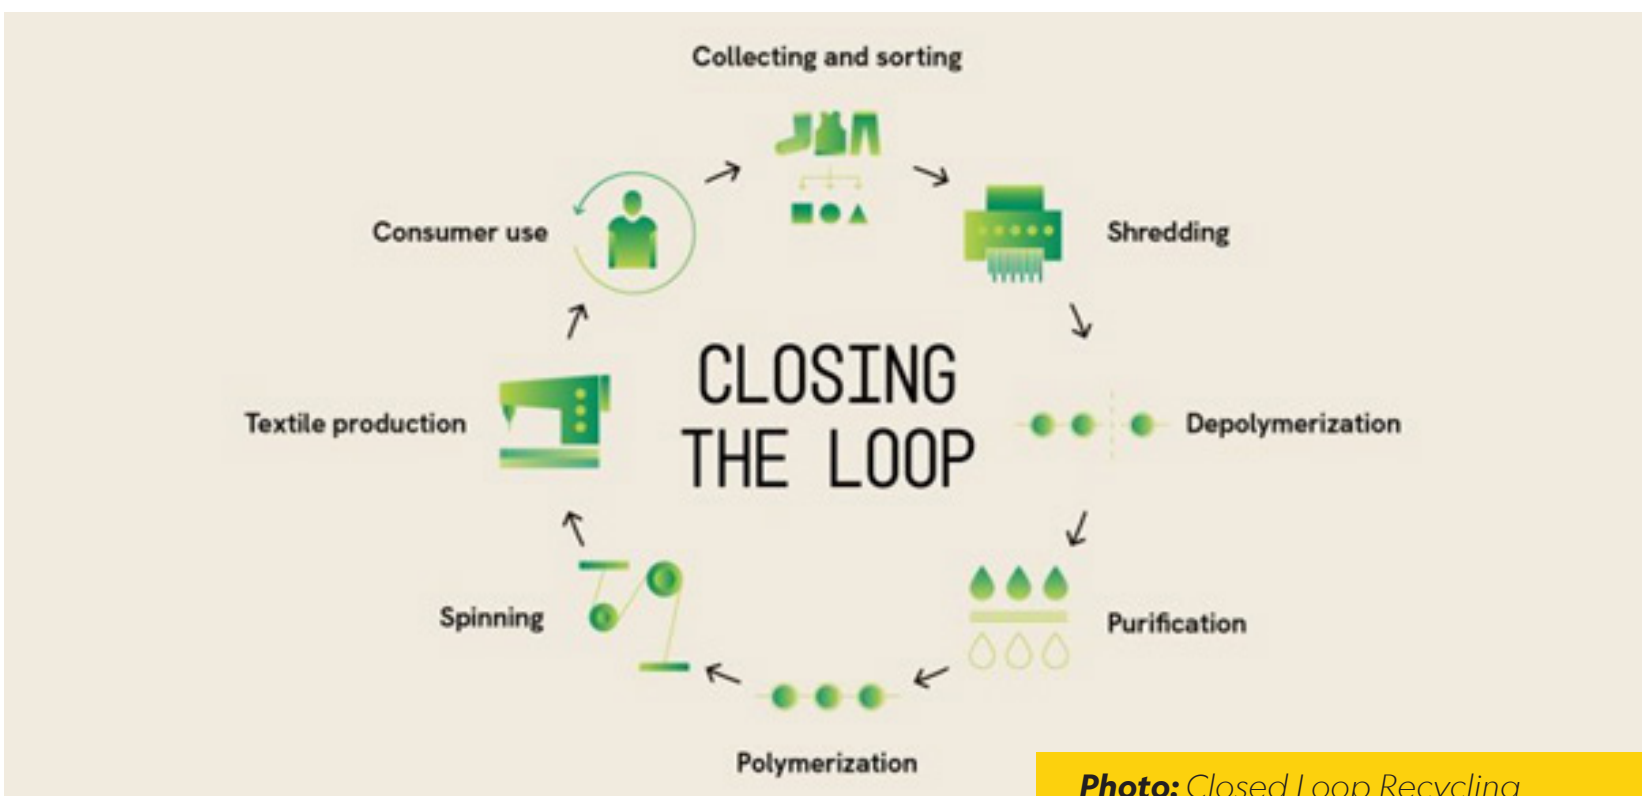 Collecting and sorting
Shredding
Depolymerization
Purification
Polymerization
Spinning
Textile production
Consumer use
CLOSING
THE LOOP
Photo: Closed Loop Recycling